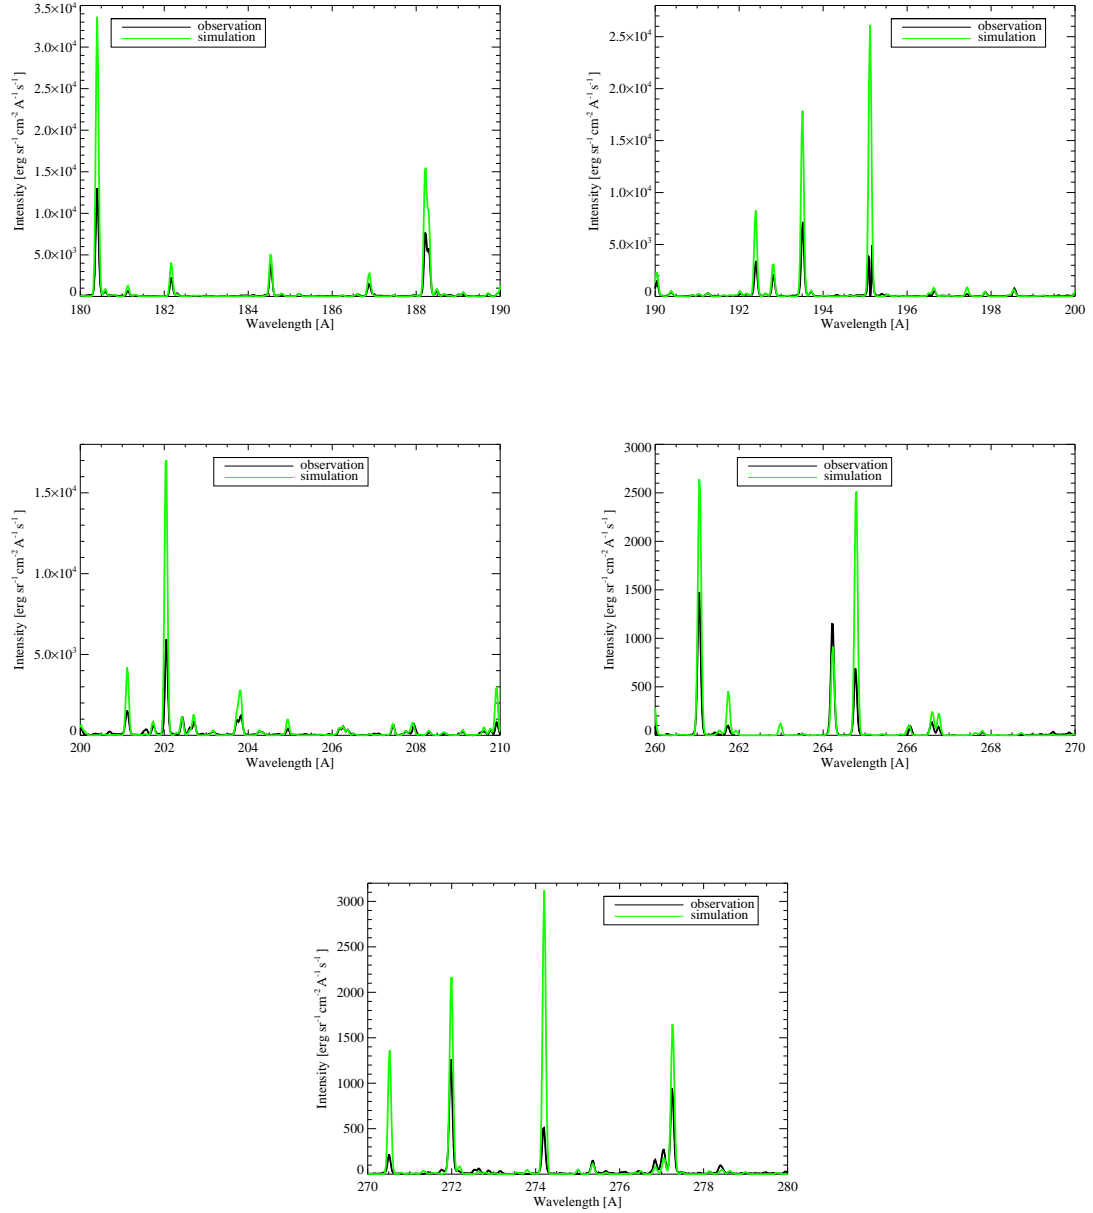 3.5×10⁴
3.0×10⁴
2.5×10⁴
2.0×10⁴
1.5×10⁴
1.0×10⁴
5.0×10³
0
Intensity [erg sr⁻¹ cm⁻² A⁻¹ s⁻¹ ]
observation
simulation
180 182 184 186 188 190
Wavelength [A]
2.5×10⁴
2.0×10⁴
1.5×10⁴
1.0×10⁴
5.0×10³
0
Intensity [erg sr⁻¹ cm⁻² A⁻¹ s⁻¹ ]
observation
simulation
190 192 194 196 198 200
Wavelength [A]
1.5×10⁴
1.0×10⁴
5.0×10³
0
Intensity [erg sr⁻¹ cm⁻² A⁻¹ s⁻¹ ]
observation
simulation
200 202 204 206 208 210
Wavelength [A]
3000
2500
2000
1500
1000
500
0
Intensity [erg sr⁻¹ cm⁻² A⁻¹ s⁻¹ ]
observation
simulation
260 262 264 266 268 270
Wavelength [A]
3000
2500
2000
1500
1000
500
0
Intensity [erg sr⁻¹ cm⁻² A⁻¹ s⁻¹ ]
observation
simulation
270 272 274 276 278 280
Wavelength [A]